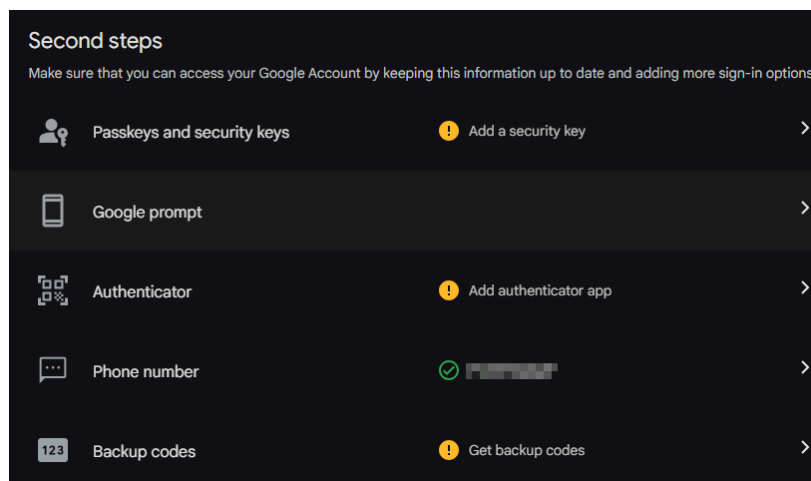 Second steps
Make sure that you can access your Google Account by keeping this information up to date and adding more sign-in options
Passkeys and security keys
! Add a security key
Google prompt
Authenticator
! Add authenticator app
Phone number
123
Backup codes
! Get backup codes